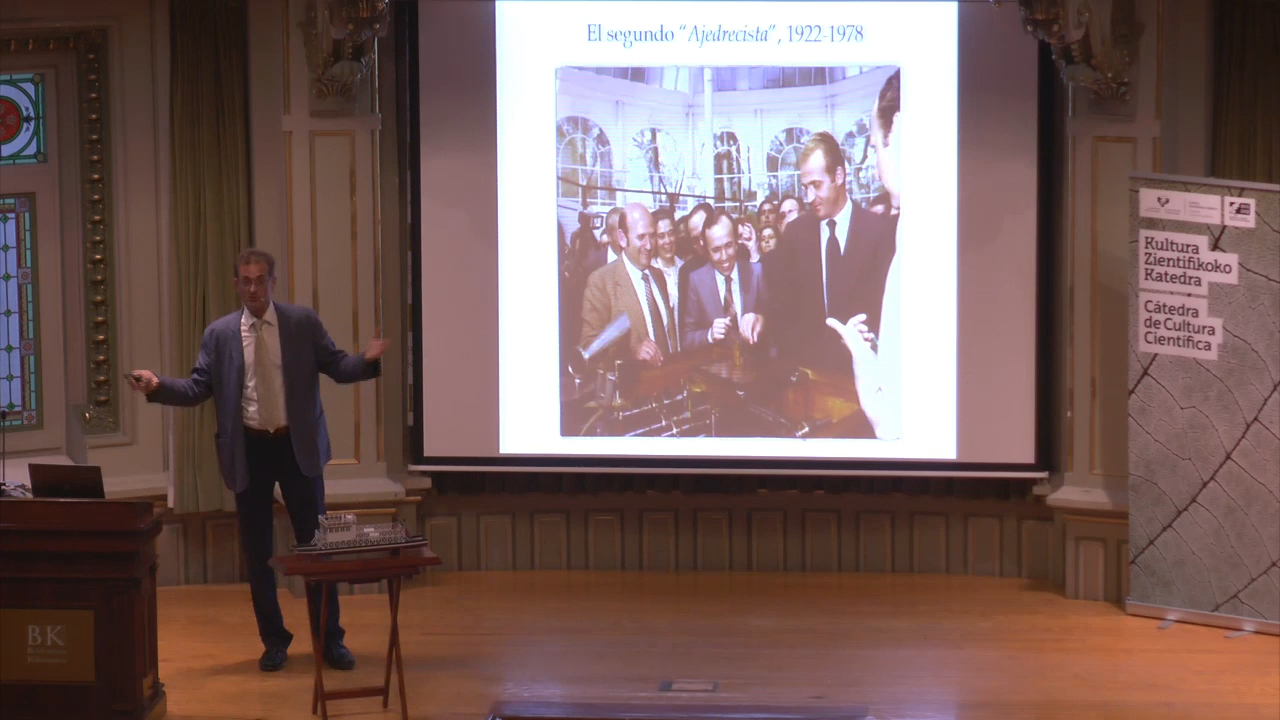 El segundo “Ajedrecista”, 1922-1978
Kultura
Zientifikoko
Katedra
Cátedra
de Cultura
Científica
BK